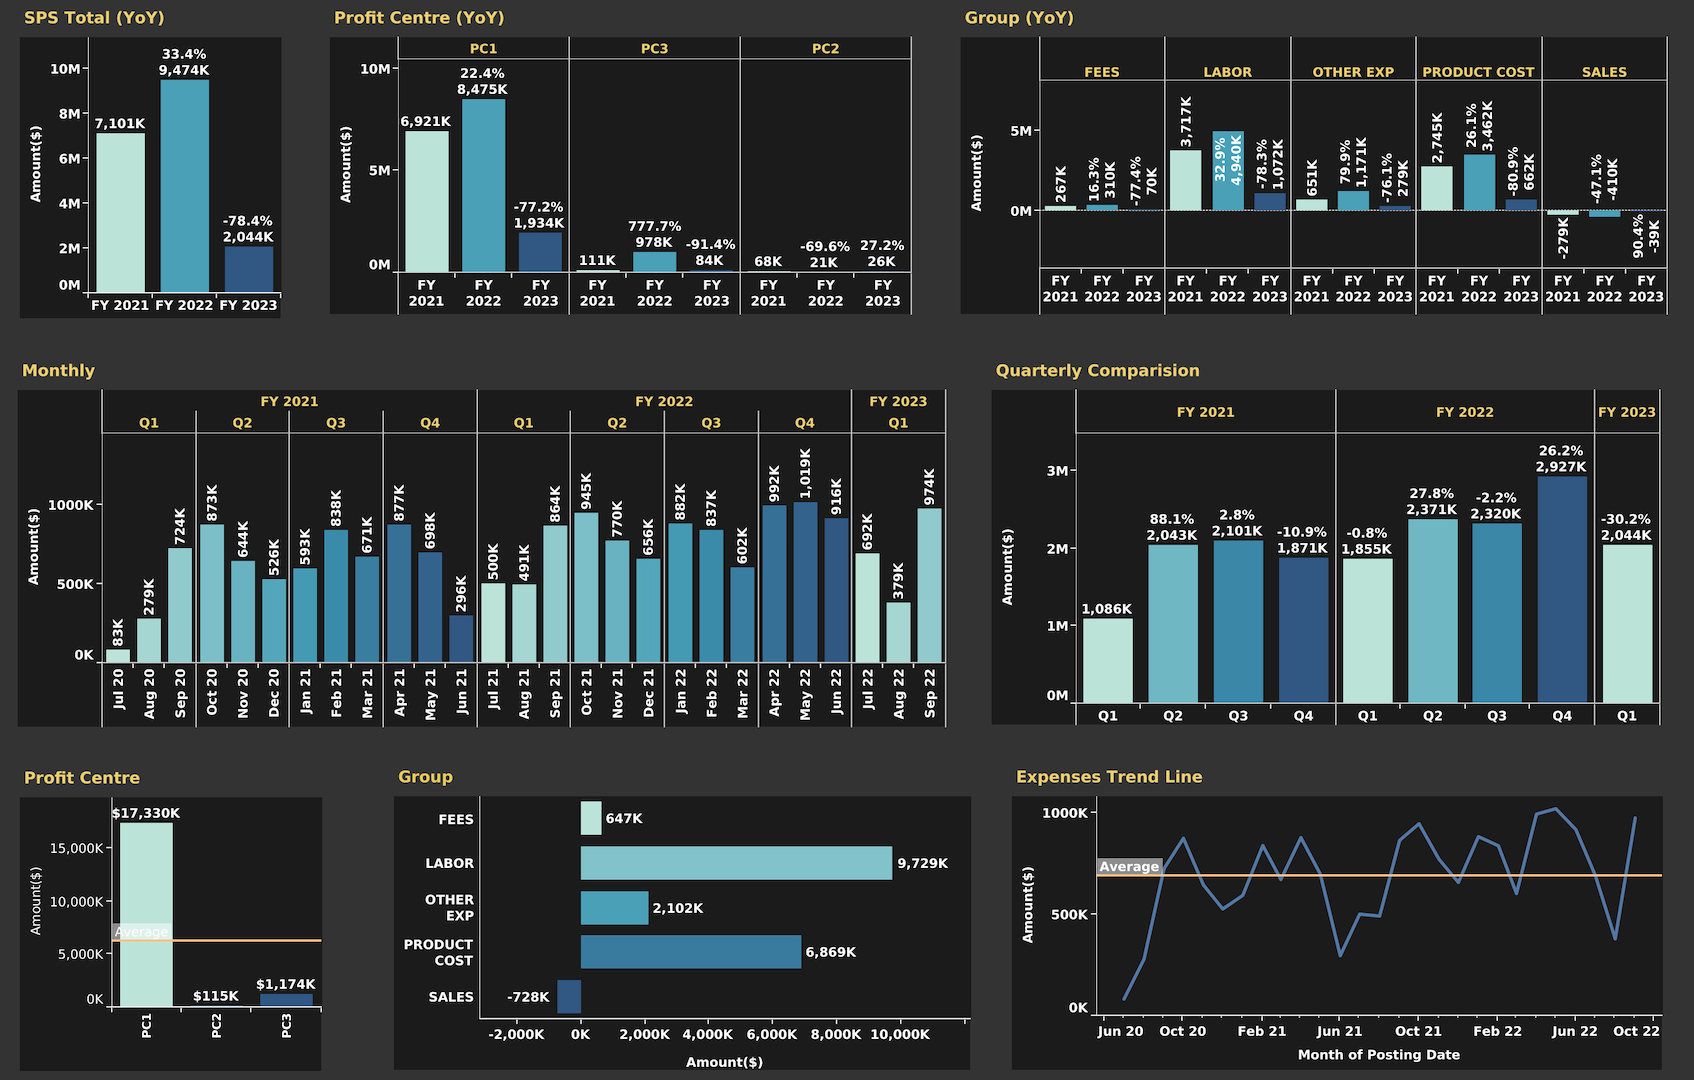 SPS Total (YoY)
Amount($)
10M
8M
6M
4M
2M
0M
7,101K
33.4%
9,474K
-78.4%
2,044K
FY 2021 FY 2022 FY 2023
Profit Centre (YoY)
PC1 PC3 PC2
Amount($)
10M
5M
0M
6,921K
22.4%
8,475K
-77.2%
1,934K
111K
777.7%
978K
-91.4%
84K
68K
-69.6%
21K
27.2%
26K
FY FY FY FY FY FY FY FY FY
2021 2022 2023 2021 2022 2023 2021 2022 2023
Group (YoY)
FEES LABOR OTHER EXP PRODUCT COST SALES
Amount($)
5M
0M
267K
16.3%
310K
-77.4%
70K
3,717K
32.9%
4,940K
-78.3%
1,072K
651K
79.9%
1,171K
-76.1%
279K
2,745K
26.1%
3,462K
-80.9%
662K
-279K
-47.1%
-410K
90.4%
-39K
FY FY FY FY FY FY FY FY FY FY FY FY FY FY FY
2021 2022 2023 2021 2022 2023 2021 2022 2023 2021 2022 2023 2021 2022 2023
Monthly
FY 2021 FY 2022 FY 2023
Q1 Q2 Q3 Q4 Q1 Q2 Q3 Q4 Q1
Amount($)
1000K
500K
0K
83K
279K
724K
873K
644K
526K
593K
838K
671K
877K
698K
296K
500K
491K
864K
945K
770K
656K
882K
837K
602K
992K
1,019K
916K
692K
379K
974K
Jul 20
Aug 20
Sep 20
Oct 20
Nov 20
Dec 20
Jan 21
Feb 21
Mar 21
Apr 21
May 21
Jun 21
Jul 21
Aug 21
Sep 21
Oct 21
Nov 21
Dec 21
Jan 22
Feb 22
Mar 22
Apr 22
May 22
Jun 22
Jul 22
Aug 22
Sep 22
Quarterly Comparision
FY 2021 FY 2022 FY 2023
Amount($)
3M
2M
1M
0M
1,086K
88.1%
2,043K
2.8%
2,101K
-10.9%
1,871K
-0.8%
1,855K
27.8%
2,371K
-2.2%
2,320K
26.2%
2,927K
-30.2%
2,044K
Q1 Q2 Q3 Q4 Q1 Q2 Q3 Q4 Q1
Profit Centre
Amount($)
15,000K
10,000K
5,000K
0K
$17,330K
Average
$115K
$1,174K
PC1
PC2
PC3
Group
FEES
647K
LABOR
9,729K
OTHER
EXP
2,102K
PRODUCT
COST
6,869K
SALES
-728K
-2,000K 0K 2,000K 4,000K 6,000K 8,000K 10,000K
Amount($)
Expenses Trend Line
Amount($)
1000K
500K
0K
Average
Jun 20 Oct 20 Feb 21 Jun 21 Oct 21 Feb 22 Jun 22 Oct 22
Month of Posting Date